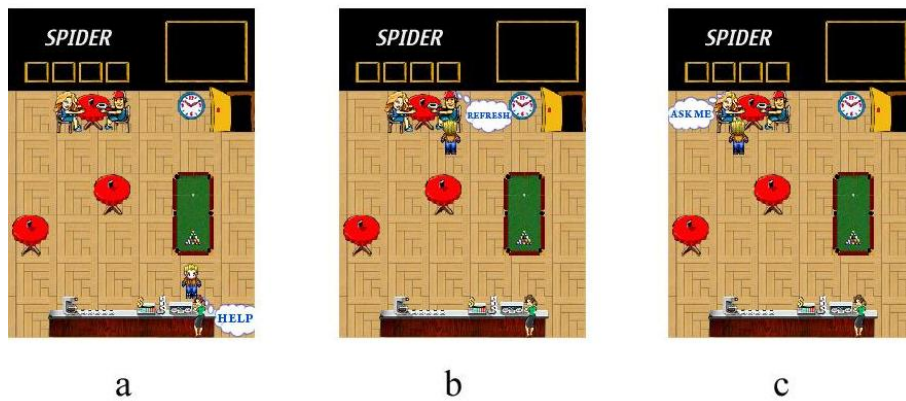 SPIDER
HELP
a
SPIDER
REFRESH
b
SPIDER
ASK ME
c